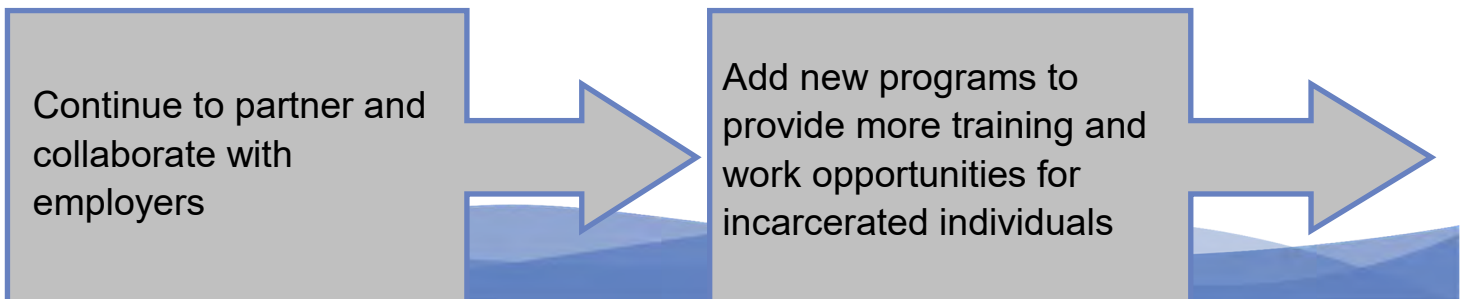 Continue to partner and
collaborate with
employers
Add new programs to
provide more training and
work opportunities for
incarcerated individuals